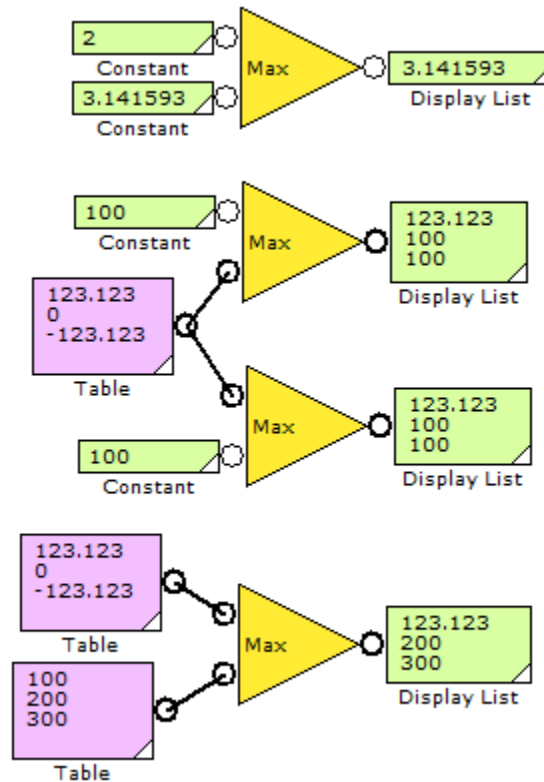 2
Constant
3.141593
Constant
Max
3.141593
Display List
100
Constant
Max
123.123
100
100
Display List
123.123
0
-123.123
Table
100
Constant
Max
123.123
100
100
Display List
123.123
0
-123.123
Table
100
200
300
Table
Max
123.123
200
300
Display List